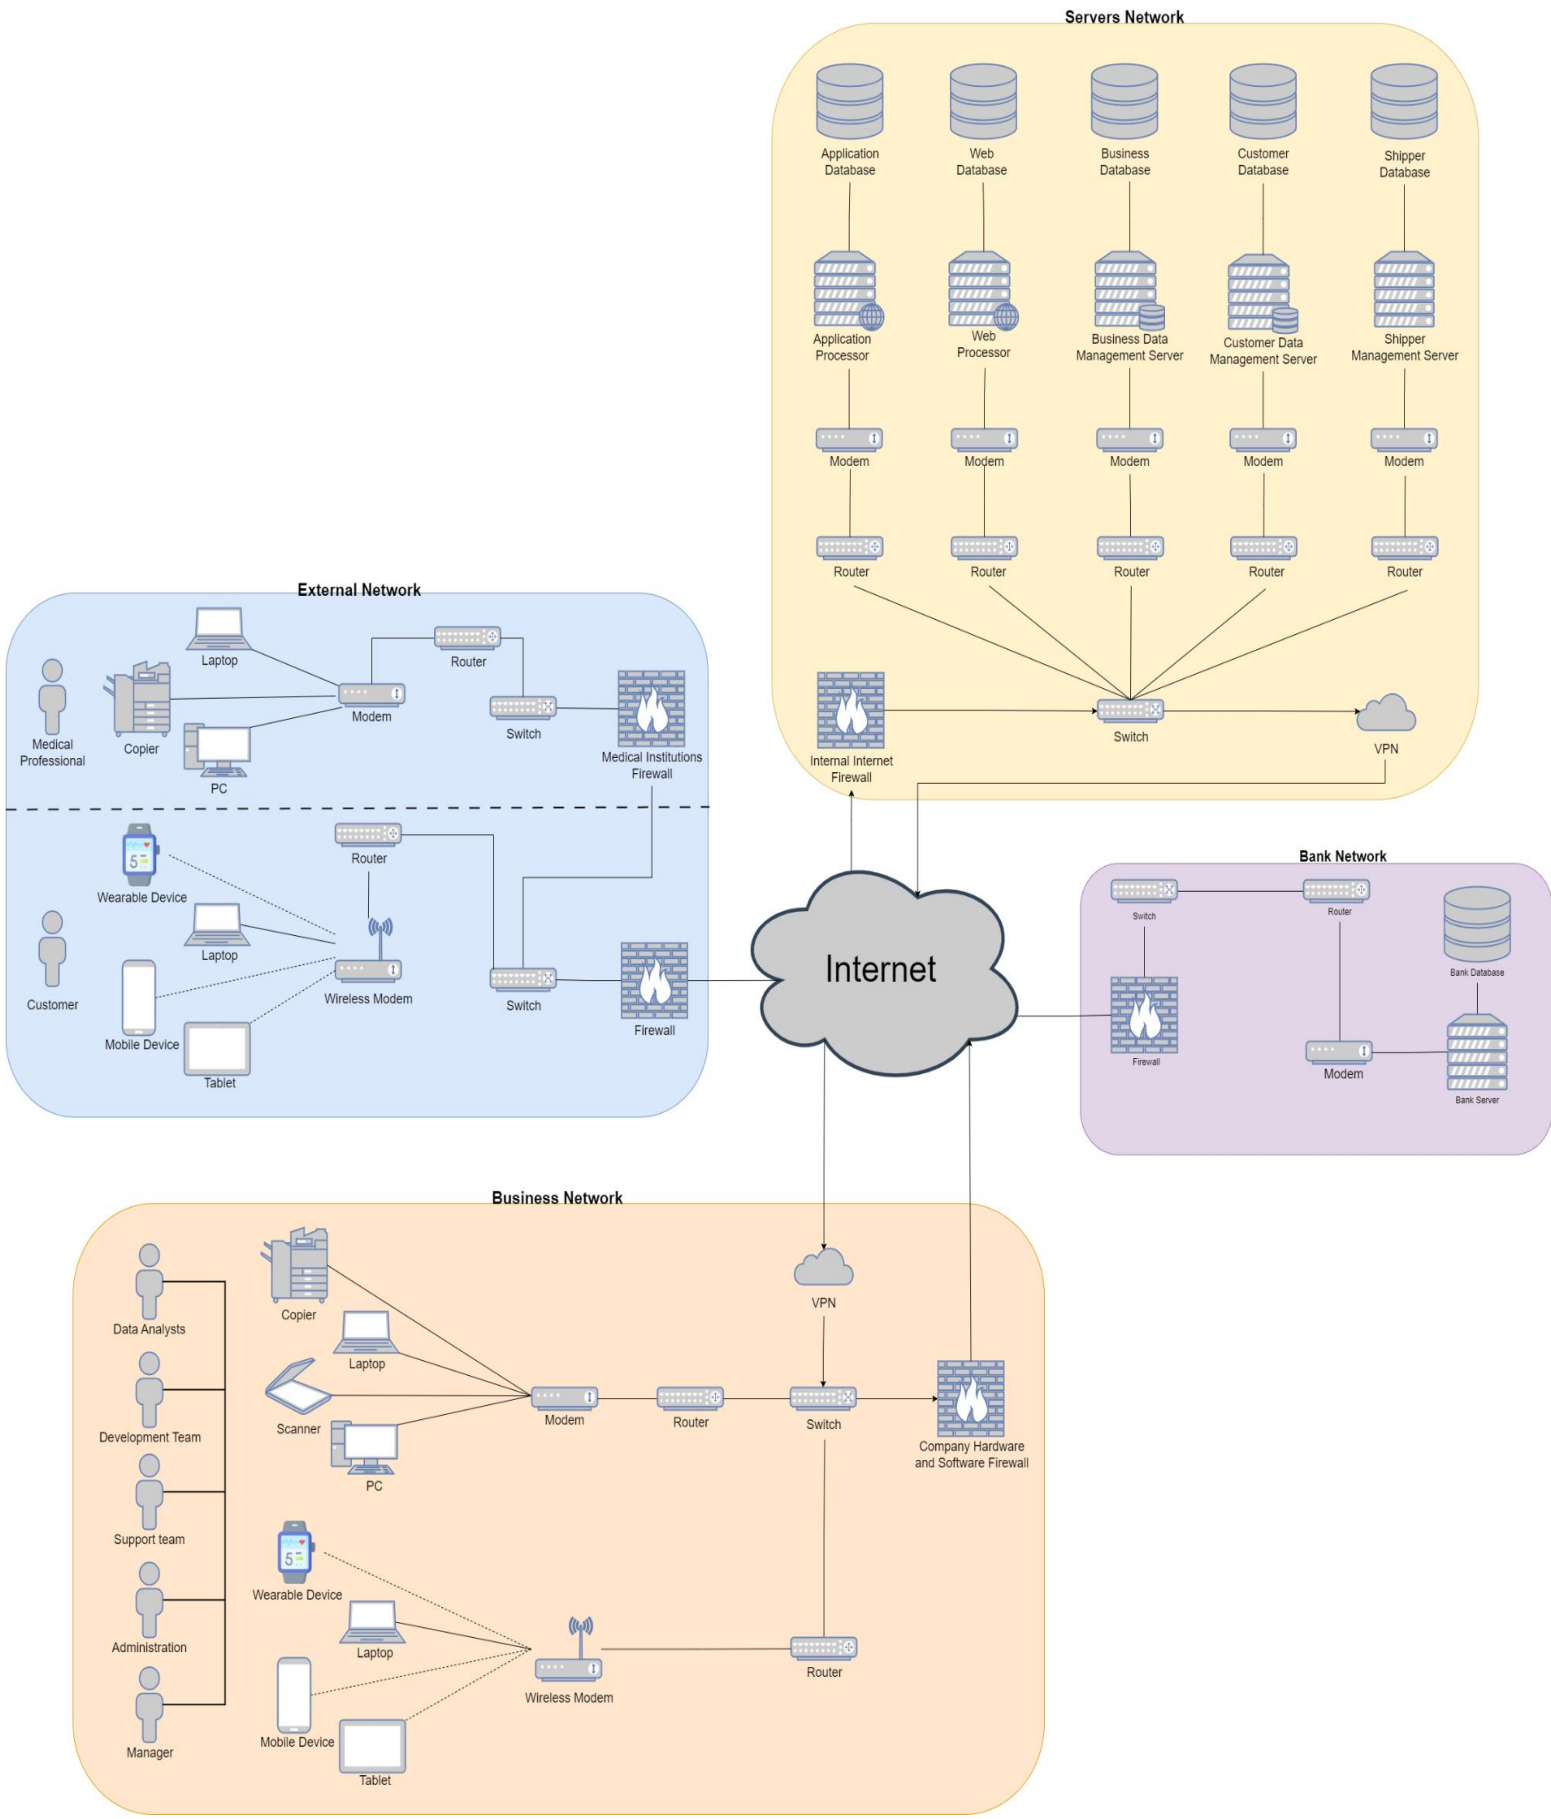 Servers Network
Application
Database
Web
Database
Business
Database
Customer
Database
Shipper
Database
Application
Processor
Web
Processor
Business Data
Management Server
Customer Data
Management Server
Shipper
Management Server
Modem
Modem
Modem
Modem
Modem
Router
Router
Router
Router
Router
Internal Internet
Firewall
Switch
VPN
External Network
Laptop
Router
Medical
Professional
Copier
Modem
Switch
Medical Institutions
Firewall
PC
5
Wearable Device
Router
Laptop
Customer
Wireless Modem
Switch
Firewall
Mobile Device
Tablet
Internet
Bank Network
Switch
Router
Bank Database
Firewall
Modem
Bank Server
Business Network
Data Analysts
Development Team
Support team
Administration
Manager
Copier
Laptop
Scanner
PC
Modem
Router
VPN
Switch
Company Hardware
and Software Firewall
5
Wearable Device
Laptop
Mobile Device
Tablet
Wireless Modem
Router